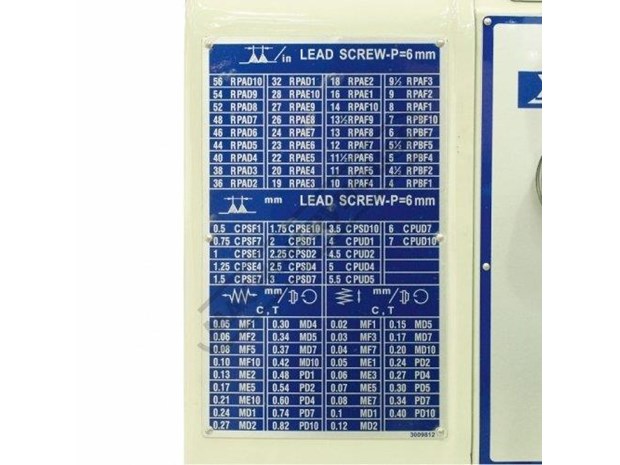 /in LEAD SCREW-P=6mm
56 RPAD10 32 RPAD1 18 RPAE2 9½ RPAF3
54 RPAD9 28 RPAE10 16 RPAE1 9 RPAF2
52 RPAD8 27 RPAE9 14 RPAF10 8 RPAF1
48 RPAD7 26 RPAE8 13½ RPAF9 7 RPBF10
46 RPAD6 24 RPAE7 13 RPAF8 6 RPBF7
44 RPAD5 23 RPAE6 12 RPAF7 5½ RPBF5
40 RPAD4 22 RPAE5 11½ RPAF6 5 RPBF4
38 RPAD3 20 RPAE4 11 RPAF5 4½ RPBF2
36 RPAD2 19 RPAE3 10 RPAF4 4 RPBF1
mm LEAD SCREW-P=6mm
0.5 CPSF1 1.75 CPSE10 3.5 CPSD10 6 CPUD7
0.75 CPSF7 2 CPSD1 4 CPUD1 7 CPUD10
1 CPSE1 2.25 CPSD2 4.5 CPUD2
1.25 CPSE4 2.5 CPSD4 5 CPUD4
1.5 CPSE7 3 CPSD7 5.5 CPUD5
mm/ mm/
C,T C,T
0.05 MF1 0.30 MD4 0.02 MF1 0.15 MD5
0.06 MF2 0.34 MD5 0.03 MF3 0.17 MD7
0.08 MF5 0.37 MD7 0.04 MF7 0.20 MD10
0.10 MF10 0.42 MD10 0.05 ME1 0.24 PD2
0.13 ME2 0.48 PD1 0.06 ME3 0.27 PD4
0.17 ME5 0.54 PD2 0.07 ME5 0.30 PD5
0.21 ME10 0.60 PD4 0.08 ME7 0.34 PD7
0.24 MD1 0.74 PD7 0.1 MD1 0.40 PD10
0.27 MD2 0.82 PD10 0.12 MD2
3009812